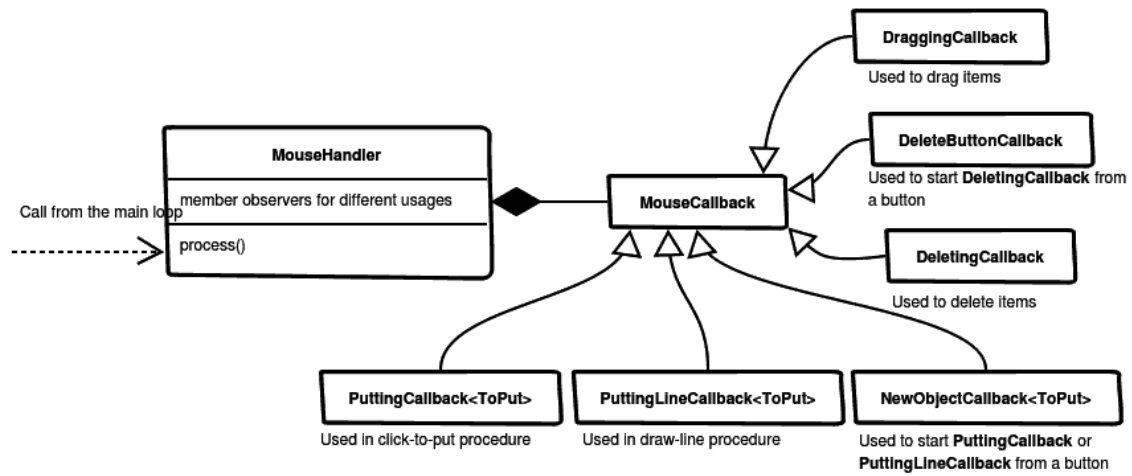 DraggingCallback
Used to drag items
DeleteButtonCallback
Used to start DeletingCallback from
a button
MouseHandler
member observers for different usages
process()
Call from the main loop
MouseCallback
DeletingCallback
Used to delete items
PuttingCallback<ToPut>
Used in click-to-put procedure
PuttingLineCallback<ToPut>
Used in draw-line procedure
NewObjectCallback<ToPut>
Used to start PuttingCallback or
PuttingLineCallback from a button